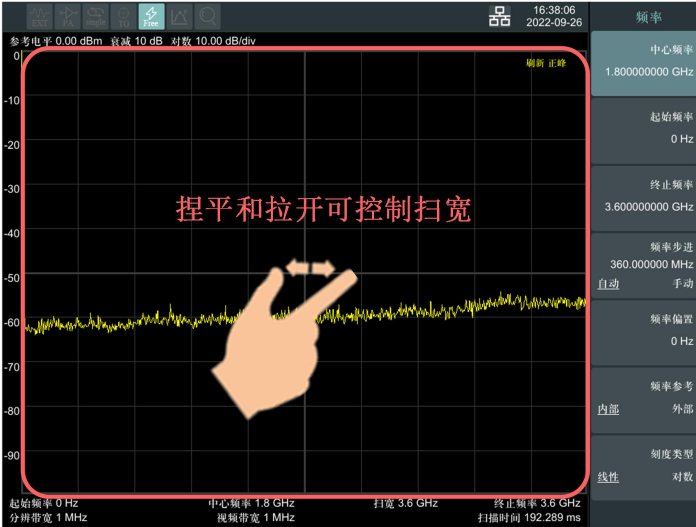 EXT
PA
Single
TG
Free
16:38:06
2022-09-26
参考电平 0.00 dBm 衰减 10 dB 对数 10.00 dB/div
刷新 正峰
0
-10
-20
-30
-40
-50
-60
-70
-80
-90
捏平和拉开可控制扫宽
起始频率 0 Hz 中心频率 1.8 GHz 扫宽 3.6 GHz 终止频率 3.6 GHz
分辨带宽 1 MHz 视频带宽 1 MHz 扫描时间 192.289 ms
频率
中心频率
1.800000000 GHz
起始频率
0 Hz
终止频率
3.600000000 GHz
频率步进
360.000000 MHz
自动 手动
频率偏置
0 Hz
频率参考
内部 外部
刻度类型
线性 对数